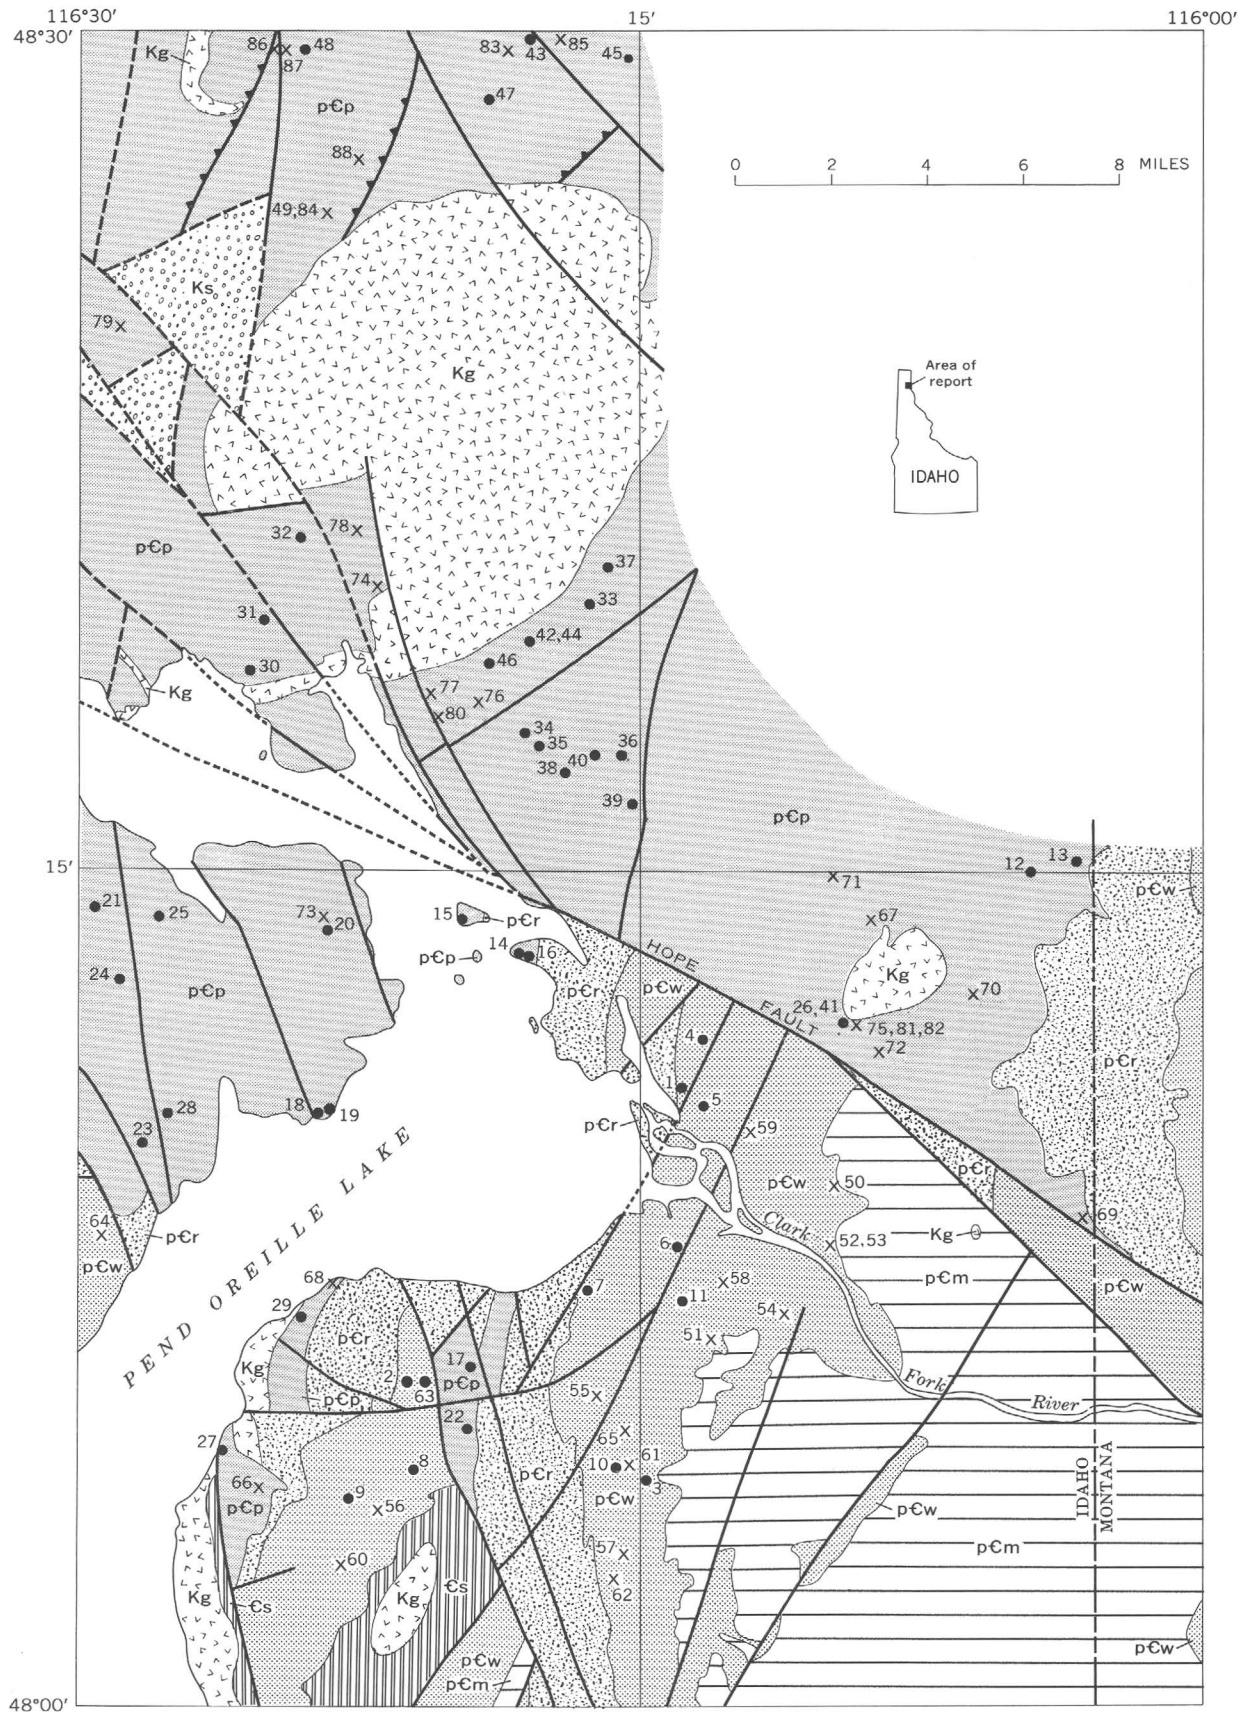 116°30′
15′
116°00′
48°30′
Kg
86
87
48
83
43
85
45
p€p
47
88
0 2 4 6 8 MILES
49,84
Ks
79
Kg
Area of
report
IDAHO
32
78
p€p
37
74
33
31
42,44
30
46
Kg
77
76
80
34
35
36
40
38
39
p€p
15′
12
13
71
p€w
21
25
73
20
15
p€r
67
14
16
p€p
HOPE
FAULT
24
p€p
p€r
p€w
Kg
70
26,41
75,81,82
4
72
p€r
1
5
28
18
19
23
p€r
59
p€r
p€w
50
64
p€r
69
p€w
Clark
52,53
Kg
6
p€m
p€w
PEND OREILLE LAKE
68
58
7
11
29
54
p€r
51
Kg
17
2
63
p€p
Fork
River
p€p
55
22
27
65
61
8
10
3
p€r
66
p€p
9
56
p€w
IDAHO
MONTANA
p€w
p€m
57
60
62
Kg
€s
Kg
€s
p€w
p€w
p€m
48°00′